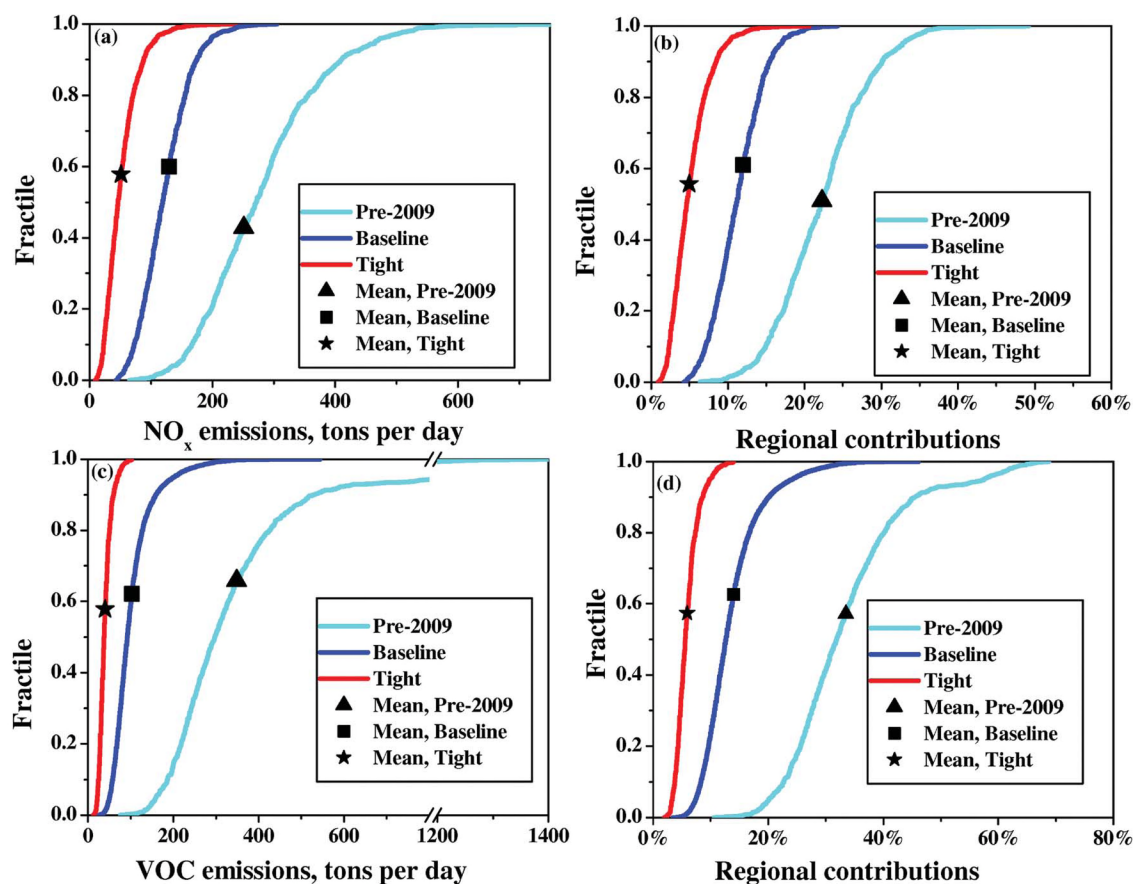 (a)
1.0
0.8
0.6
0.4
0.2
0.0
Fractile
Pre-2009
Baseline
Tight
Mean, Pre-2009
Mean, Baseline
Mean, Tight
0 200 400 600
NOx emissions, tons per day
(b)
1.0
0.8
0.6
0.4
0.2
0.0
Fractile
Pre-2009
Baseline
Tight
Mean, Pre-2009
Mean, Baseline
Mean, Tight
0% 10% 20% 30% 40% 50% 60%
Regional contributions
(c)
1.0
0.8
0.6
0.4
0.2
0.0
Fractile
Pre-2009
Baseline
Tight
Mean, Pre-2009
Mean, Baseline
Mean, Tight
0 200 400 600 1200 1400
VOC emissions, tons per day
(d)
1.0
0.8
0.6
0.4
0.2
0.0
Fractile
Pre-2009
Baseline
Tight
Mean, Pre-2009
Mean, Baseline
Mean, Tight
0% 20% 40% 60% 80%
Regional contributions